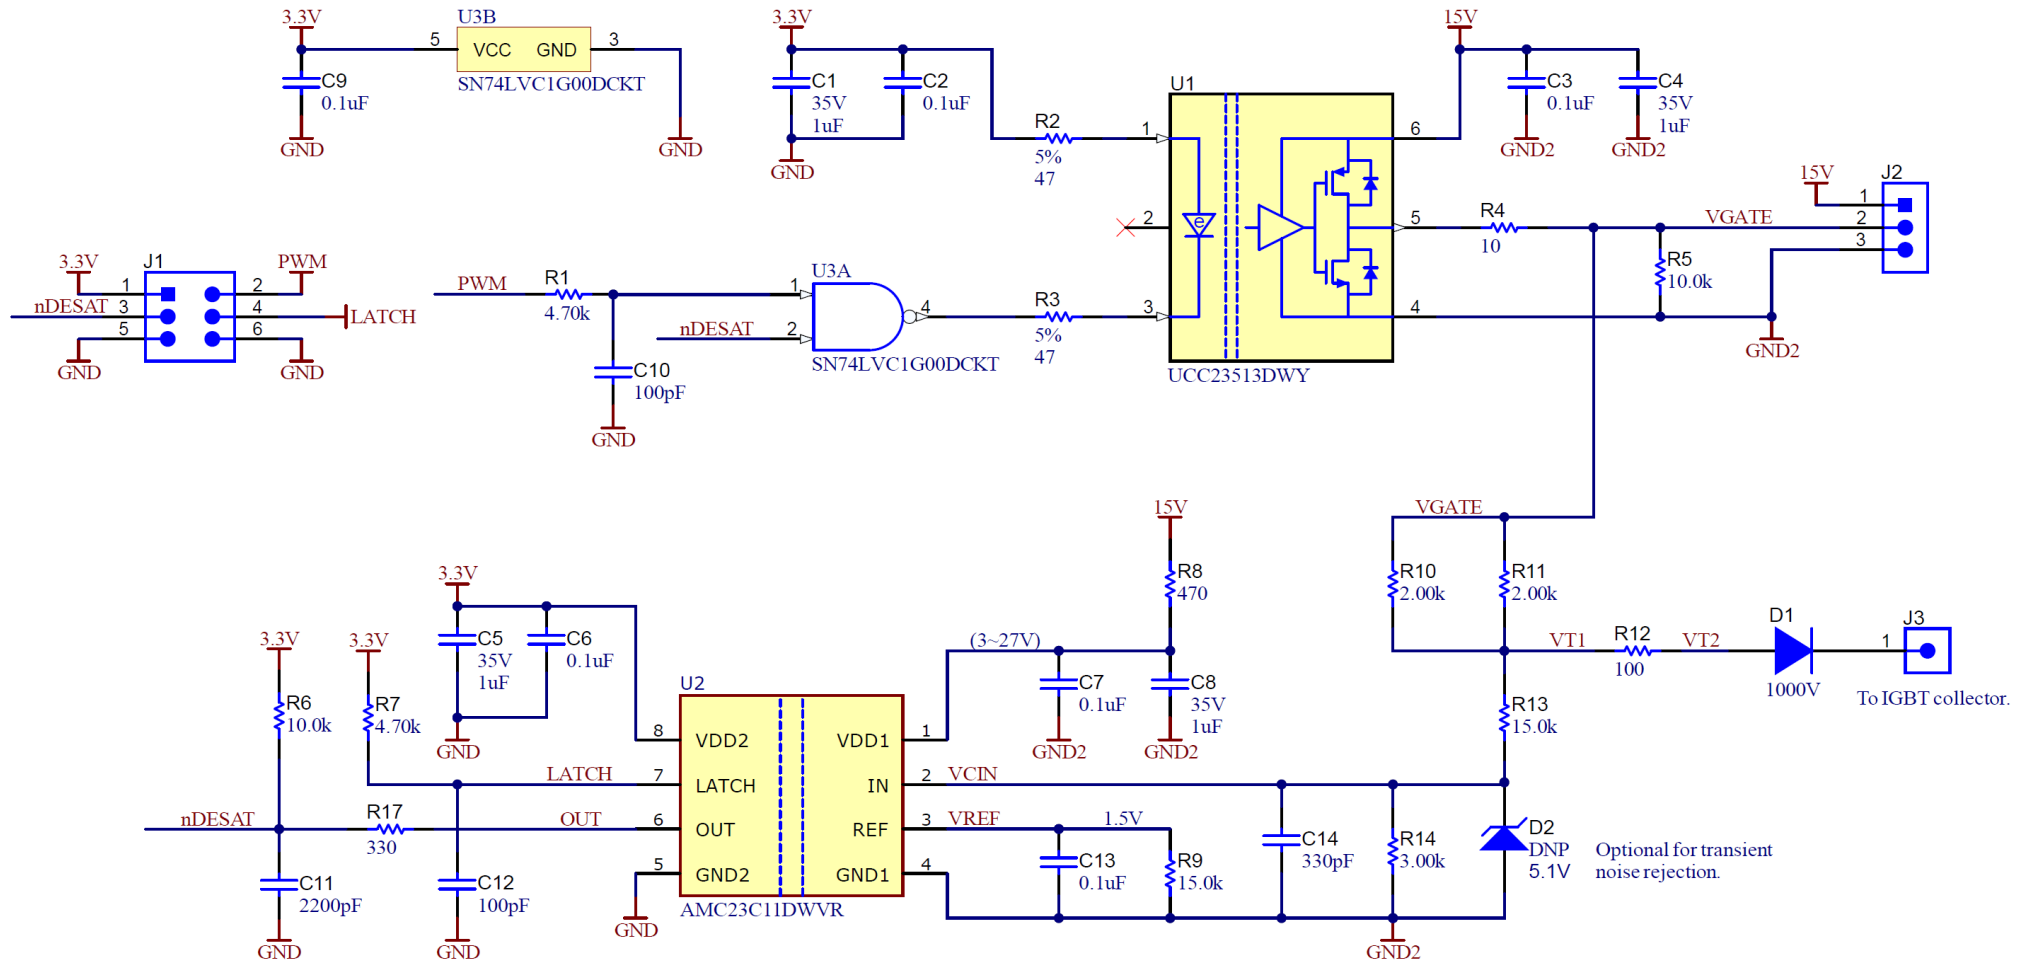 3.3V
C9
0.1uF
GND
U3B
5 VCC GND 3
SN74LVC1G00DCKT
GND
3.3V
C1
35V
1uF
C2
0.1uF
GND
R2
5%
47
U1
1
2
3
e
6
5
4
UCC23513DWY
15V
C3
0.1uF
GND2
C4
35V
1uF
GND2
R4
10
VGATE
R5
10.0k
15V
J2
1
2
3
GND2
J1
3.3V
PWM
1 2
nDESAT 3 4 LATCH
5 6
GND
GND
PWM
R1
4.70k
C10
100pF
GND
nDESAT
U3A
1
2
4
SN74LVC1G00DCKT
R3
5%
47
VGATE
R10
2.00k
R11
2.00k
VT1
R12
100
VT2
D1
1000V
J3
1
To IGBT collector.
R13
15.0k
15V
R8
470
(3~27V)
C7
0.1uF
GND2
C8
35V
1uF
GND2
3.3V
C5
35V
1uF
C6
0.1uF
GND
3.3V
R6
10.0k
3.3V
R7
4.70k
U2
8 VDD2 VDD1 1
LATCH 7 LATCH IN 2 VCIN
OUT 6 OUT REF 3 VREF 1.5V
5 GND2 GND1 4
AMC23C11DWVR
GND
nDESAT
R17
330
C11
2200pF
GND
C12
100pF
GND
C13
0.1uF
R9
15.0k
C14
330pF
R14
3.00k
D2
DNP
5.1V
Optional for transient
noise rejection.
GND2